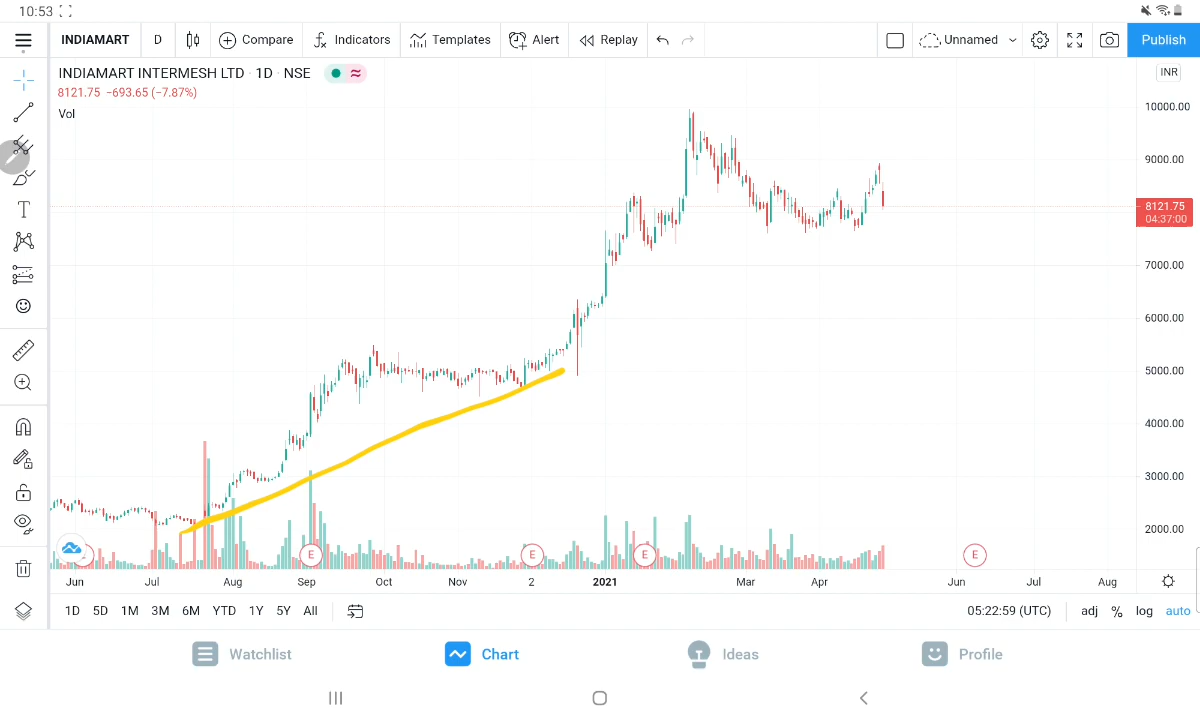 10:53
INDIAMART D Compare Indicators Templates Alert Replay Unnamed Publish
INDIAMART INTERMESH LTD · 1D · NSE
8121.75 −693.65 (−7.87%)
Vol
INR
10000.00
9000.00
8121.75
04:37:00
7000.00
6000.00
5000.00
4000.00
3000.00
2000.00
E E E E
Jun Jul Aug Sep Oct Nov 2 2021 Mar Apr Jun Jul Aug
1D 5D 1M 3M 6M YTD 1Y 5Y All 05:22:59 (UTC) adj % log auto
Watchlist Chart Ideas Profile